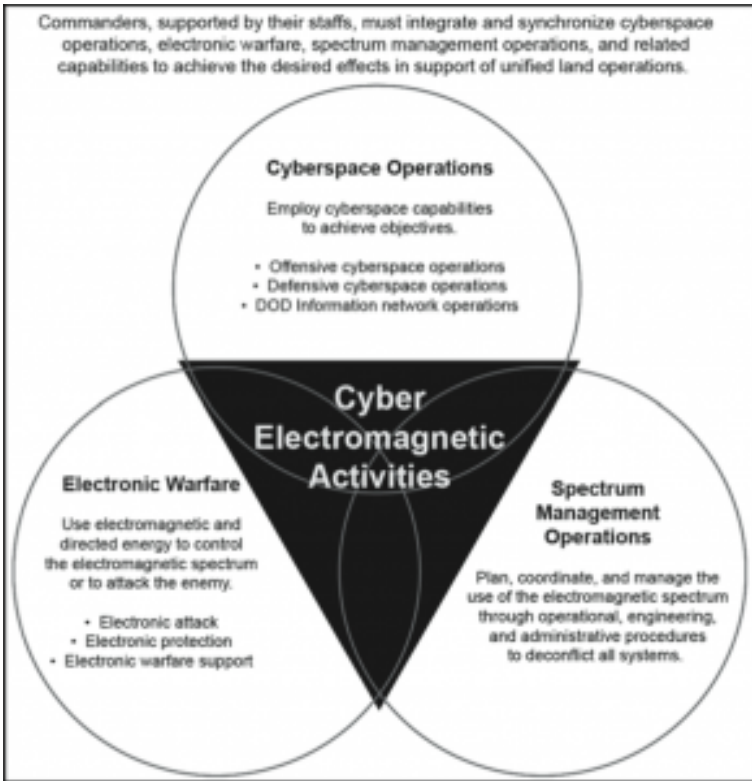 Commanders, supported by their staffs, must integrate and synchronize cyberspace
operations, electronic warfare, spectrum management operations, and related
capabilities to achieve the desired effects in support of unified land operations.
Cyberspace Operations
Employ cyberspace capabilities
to achieve objectives.
• Offensive cyberspace operations
• Defensive cyberspace operations
• DOD Information network operations
Cyber
Electromagnetic
Activities
Electronic Warfare
Use electromagnetic and
directed energy to control
the electromagnetic spectrum
or to attack the enemy.
• Electronic attack
• Electronic protection
• Electronic warfare support
Spectrum
Management
Operations
Plan, coordinate, and manage the
use of the electromagnetic spectrum
through operational, engineering,
and administrative procedures
to deconflict all systems.